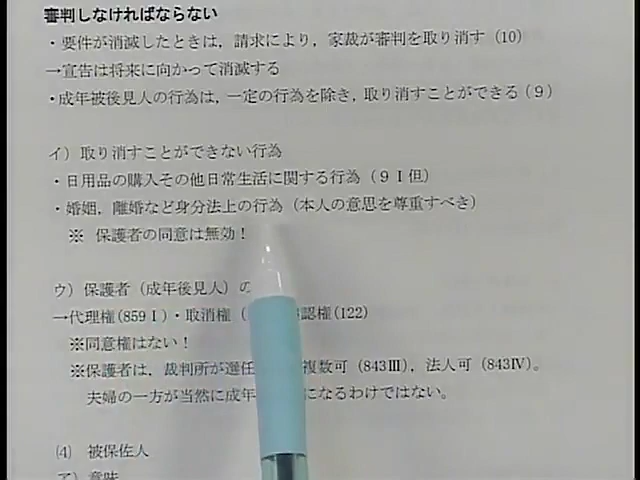 審判しなければならない
・要件が消滅したときは，請求により，家裁が審判を取り消す（10）
→宣告は将来に向かって消滅する
・成年被後見人の行為は，一定の行為を除き，取り消すことができる（９）
イ）取り消すことができない行為
・日用品の購入その他日常生活に関する行為（９Ⅰ但）
・婚姻，離婚など身分法上の行為（本人の意思を尊重すべき）
※ 保護者の同意は無効！
ウ）保護者（成年後見人）の
→代理権(859Ⅰ)・取消権（ 認権(122)
※同意権はない！
※保護者は，裁判所が選任 複数可（843Ⅲ），法人可（843Ⅳ）。
夫婦の一方が当然に成年 になるわけではない。
⑷ 被保佐人
ア）意味